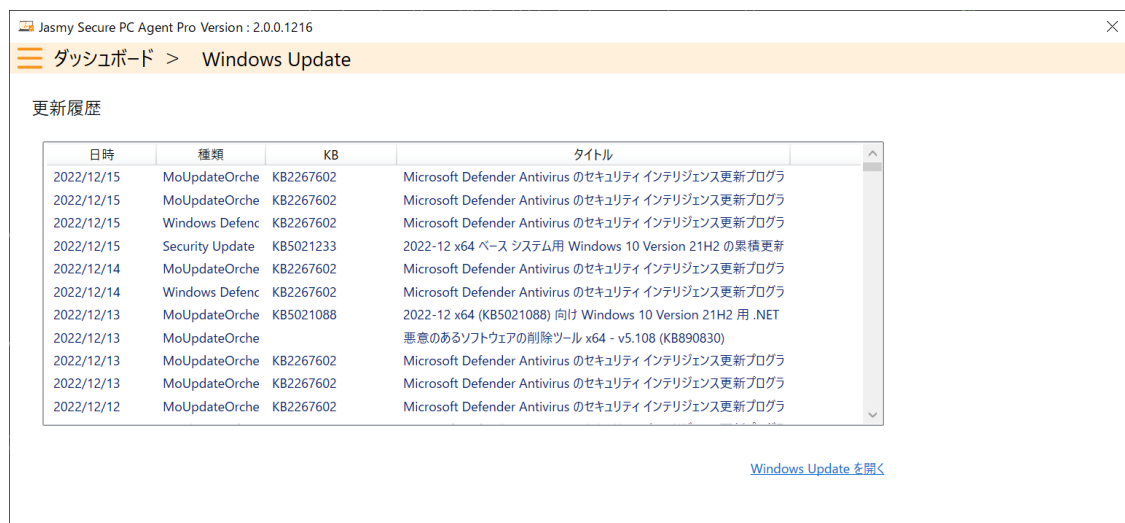 Jasmy Secure PC Agent Pro Version : 2.0.0.1216
ダッシュボード > Windows Update
更新履歴
日時 種類 KB タイトル
2022/12/15 MoUpdateOrche KB2267602 Microsoft Defender Antivirus のセキュリティ インテリジェンス更新プログラ
2022/12/15 MoUpdateOrche KB2267602 Microsoft Defender Antivirus のセキュリティ インテリジェンス更新プログラ
2022/12/15 Windows Defenc KB2267602 Microsoft Defender Antivirus のセキュリティ インテリジェンス更新プログラ
2022/12/15 Security Update KB5021233 2022-12 x64 ベース システム用 Windows 10 Version 21H2 の累積更新
2022/12/14 MoUpdateOrche KB2267602 Microsoft Defender Antivirus のセキュリティ インテリジェンス更新プログラ
2022/12/14 Windows Defenc KB2267602 Microsoft Defender Antivirus のセキュリティ インテリジェンス更新プログラ
2022/12/13 MoUpdateOrche KB5021088 2022-12 x64 (KB5021088) 向け Windows 10 Version 21H2 用 .NET
2022/12/13 MoUpdateOrche 悪意のあるソフトウェアの削除ツール x64 - v5.108 (KB890830)
2022/12/13 MoUpdateOrche KB2267602 Microsoft Defender Antivirus のセキュリティ インテリジェンス更新プログラ
2022/12/13 MoUpdateOrche KB2267602 Microsoft Defender Antivirus のセキュリティ インテリジェンス更新プログラ
2022/12/12 MoUpdateOrche KB2267602 Microsoft Defender Antivirus のセキュリティ インテリジェンス更新プログラ
Windows Update を開く